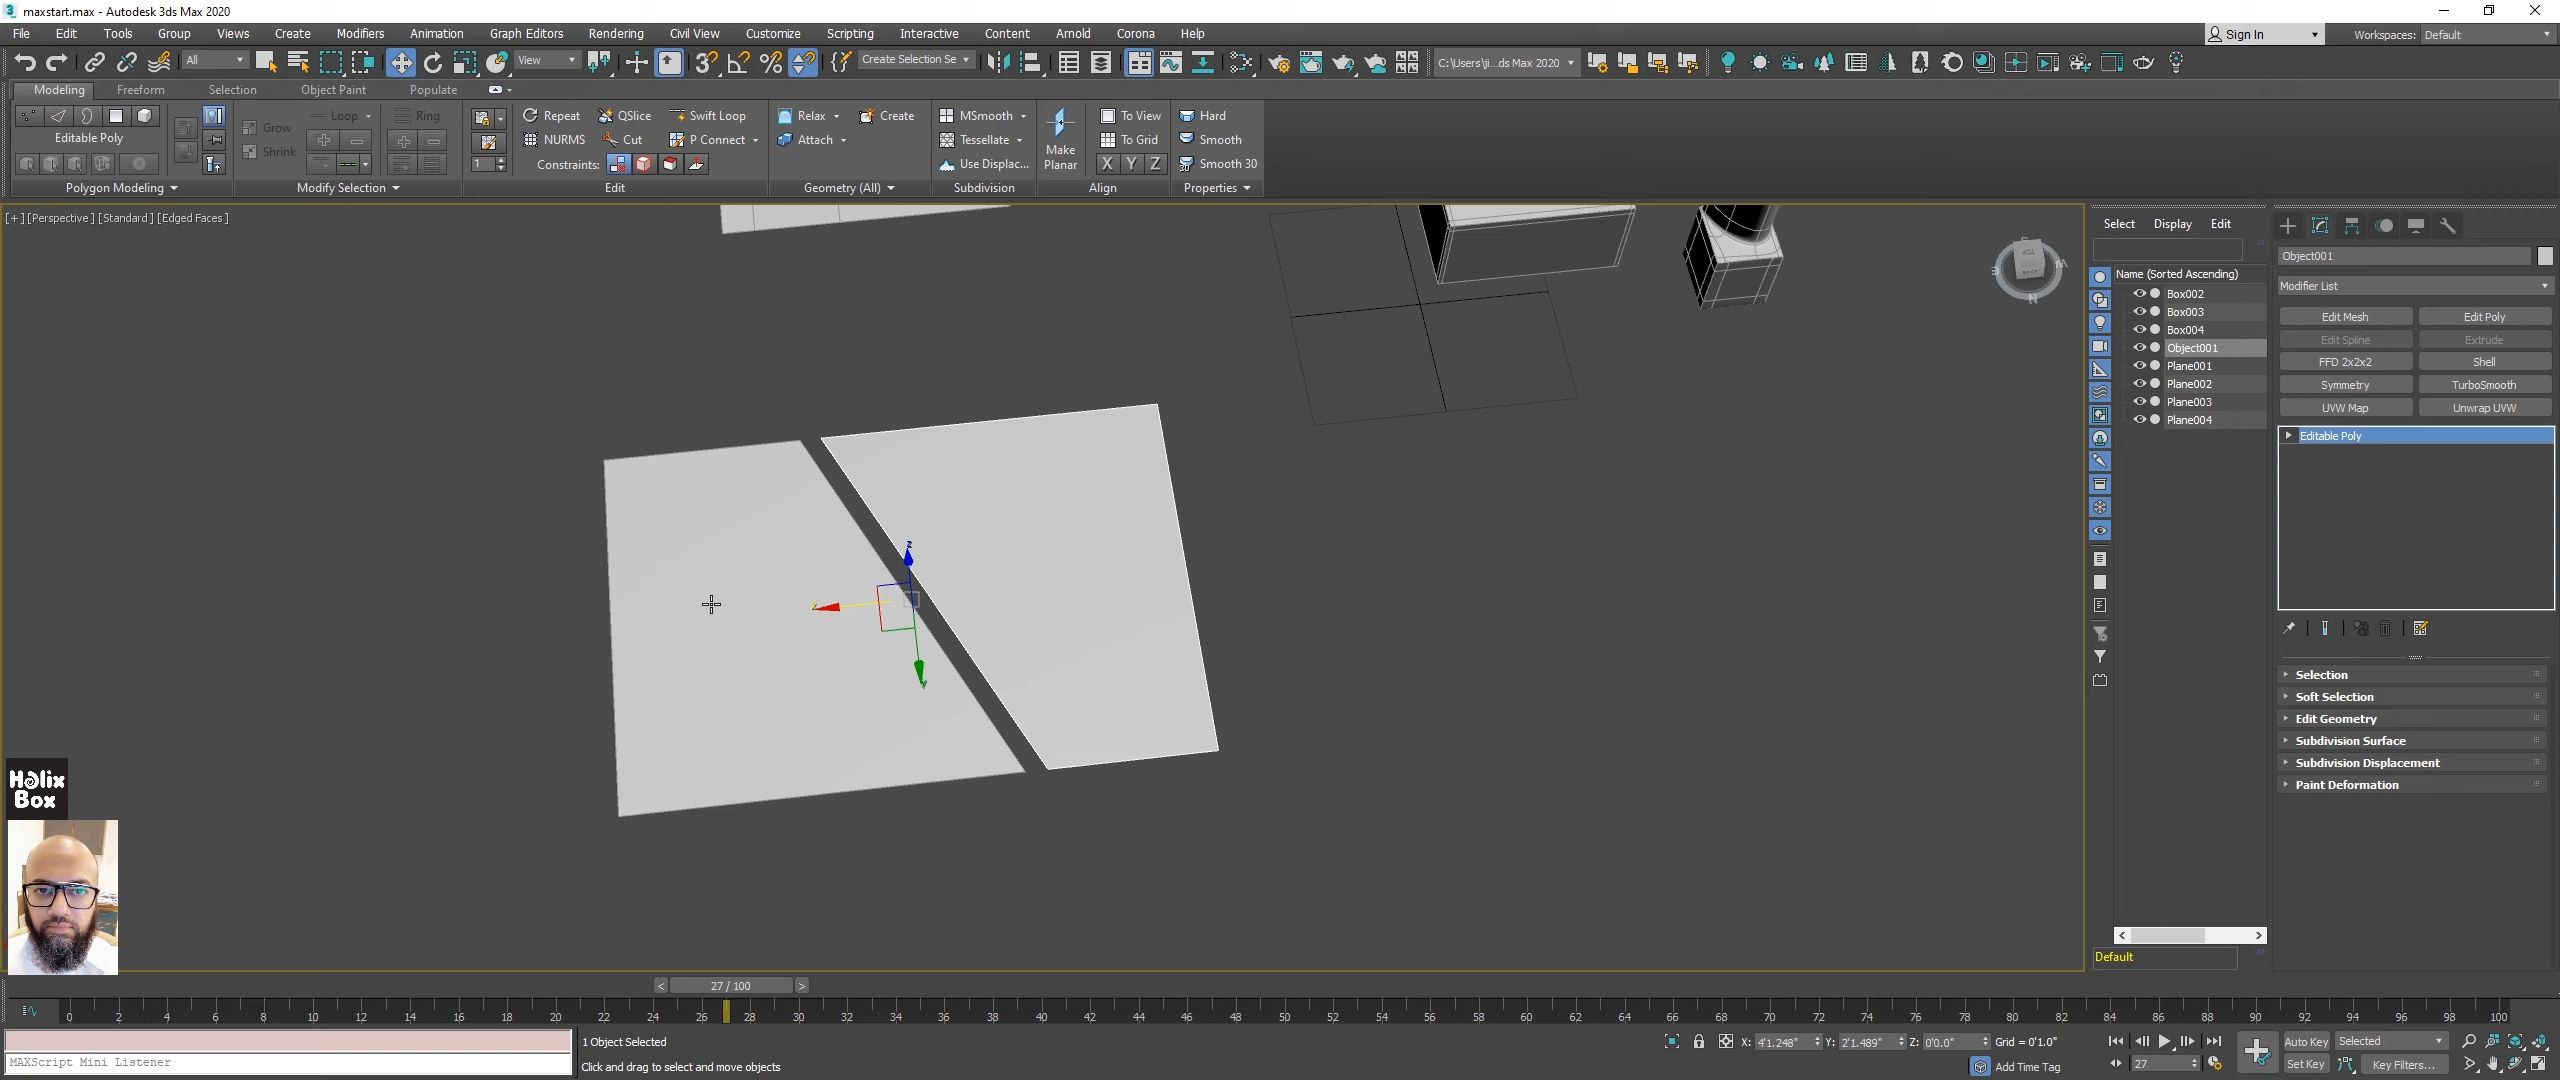 maxstart.max - Autodesk 3ds Max 2020
File Edit Tools Group Views Create Modifiers Animation Graph Editors Rendering Civil View Customize Scripting Interactive Content Arnold Corona Help
Sign In
Workspaces: Default
All
View
Create Selection Se
C:\Users\ji...ds Max 2020
Modeling Freeform Selection Object Paint Populate
Editable Poly
Polygon Modeling
Grow
Shrink
Loop
Ring
Modify Selection
1
Repeat QSlice Swift Loop
NURMS Cut P Connect
Constraints:
Edit
Relax Create
Attach
Geometry (All)
MSmooth
Tessellate
Use Displac...
Subdivision
Make
Planar
To View
To Grid
X Y Z
Align
Hard
Smooth
Smooth 30
Properties
[+] [Perspective] [Standard] [Edged Faces]
Select Display Edit
Name (Sorted Ascending)
Box002
Box003
Box004
Object001
Plane001
Plane002
Plane003
Plane004
Default
Object001
Modifier List
Edit Mesh Edit Poly
Edit Spline Extrude
FFD 2x2x2 Shell
Symmetry TurboSmooth
UVW Map Unwrap UVW
Editable Poly
Selection
Soft Selection
Edit Geometry
Subdivision Surface
Subdivision Displacement
Paint Deformation
Halix
Box
27 / 100
0 2 4 6 8 10 12 14 16 18 20 22 24 26 28 30 32 34 36 38 40 42 44 46 48 50 52 54 56 58 60 62 64 66 68 70 72 74 76 78 80 82 84 86 88 90 92 94 96 98 100
MAXScript Mini Listener
1 Object Selected
Click and drag to select and move objects
X: 4'1.248" Y: 2'1.489" Z: 0'0.0" Grid = 0'1.0"
Add Time Tag
27
Auto Key Selected
Set Key Key Filters...